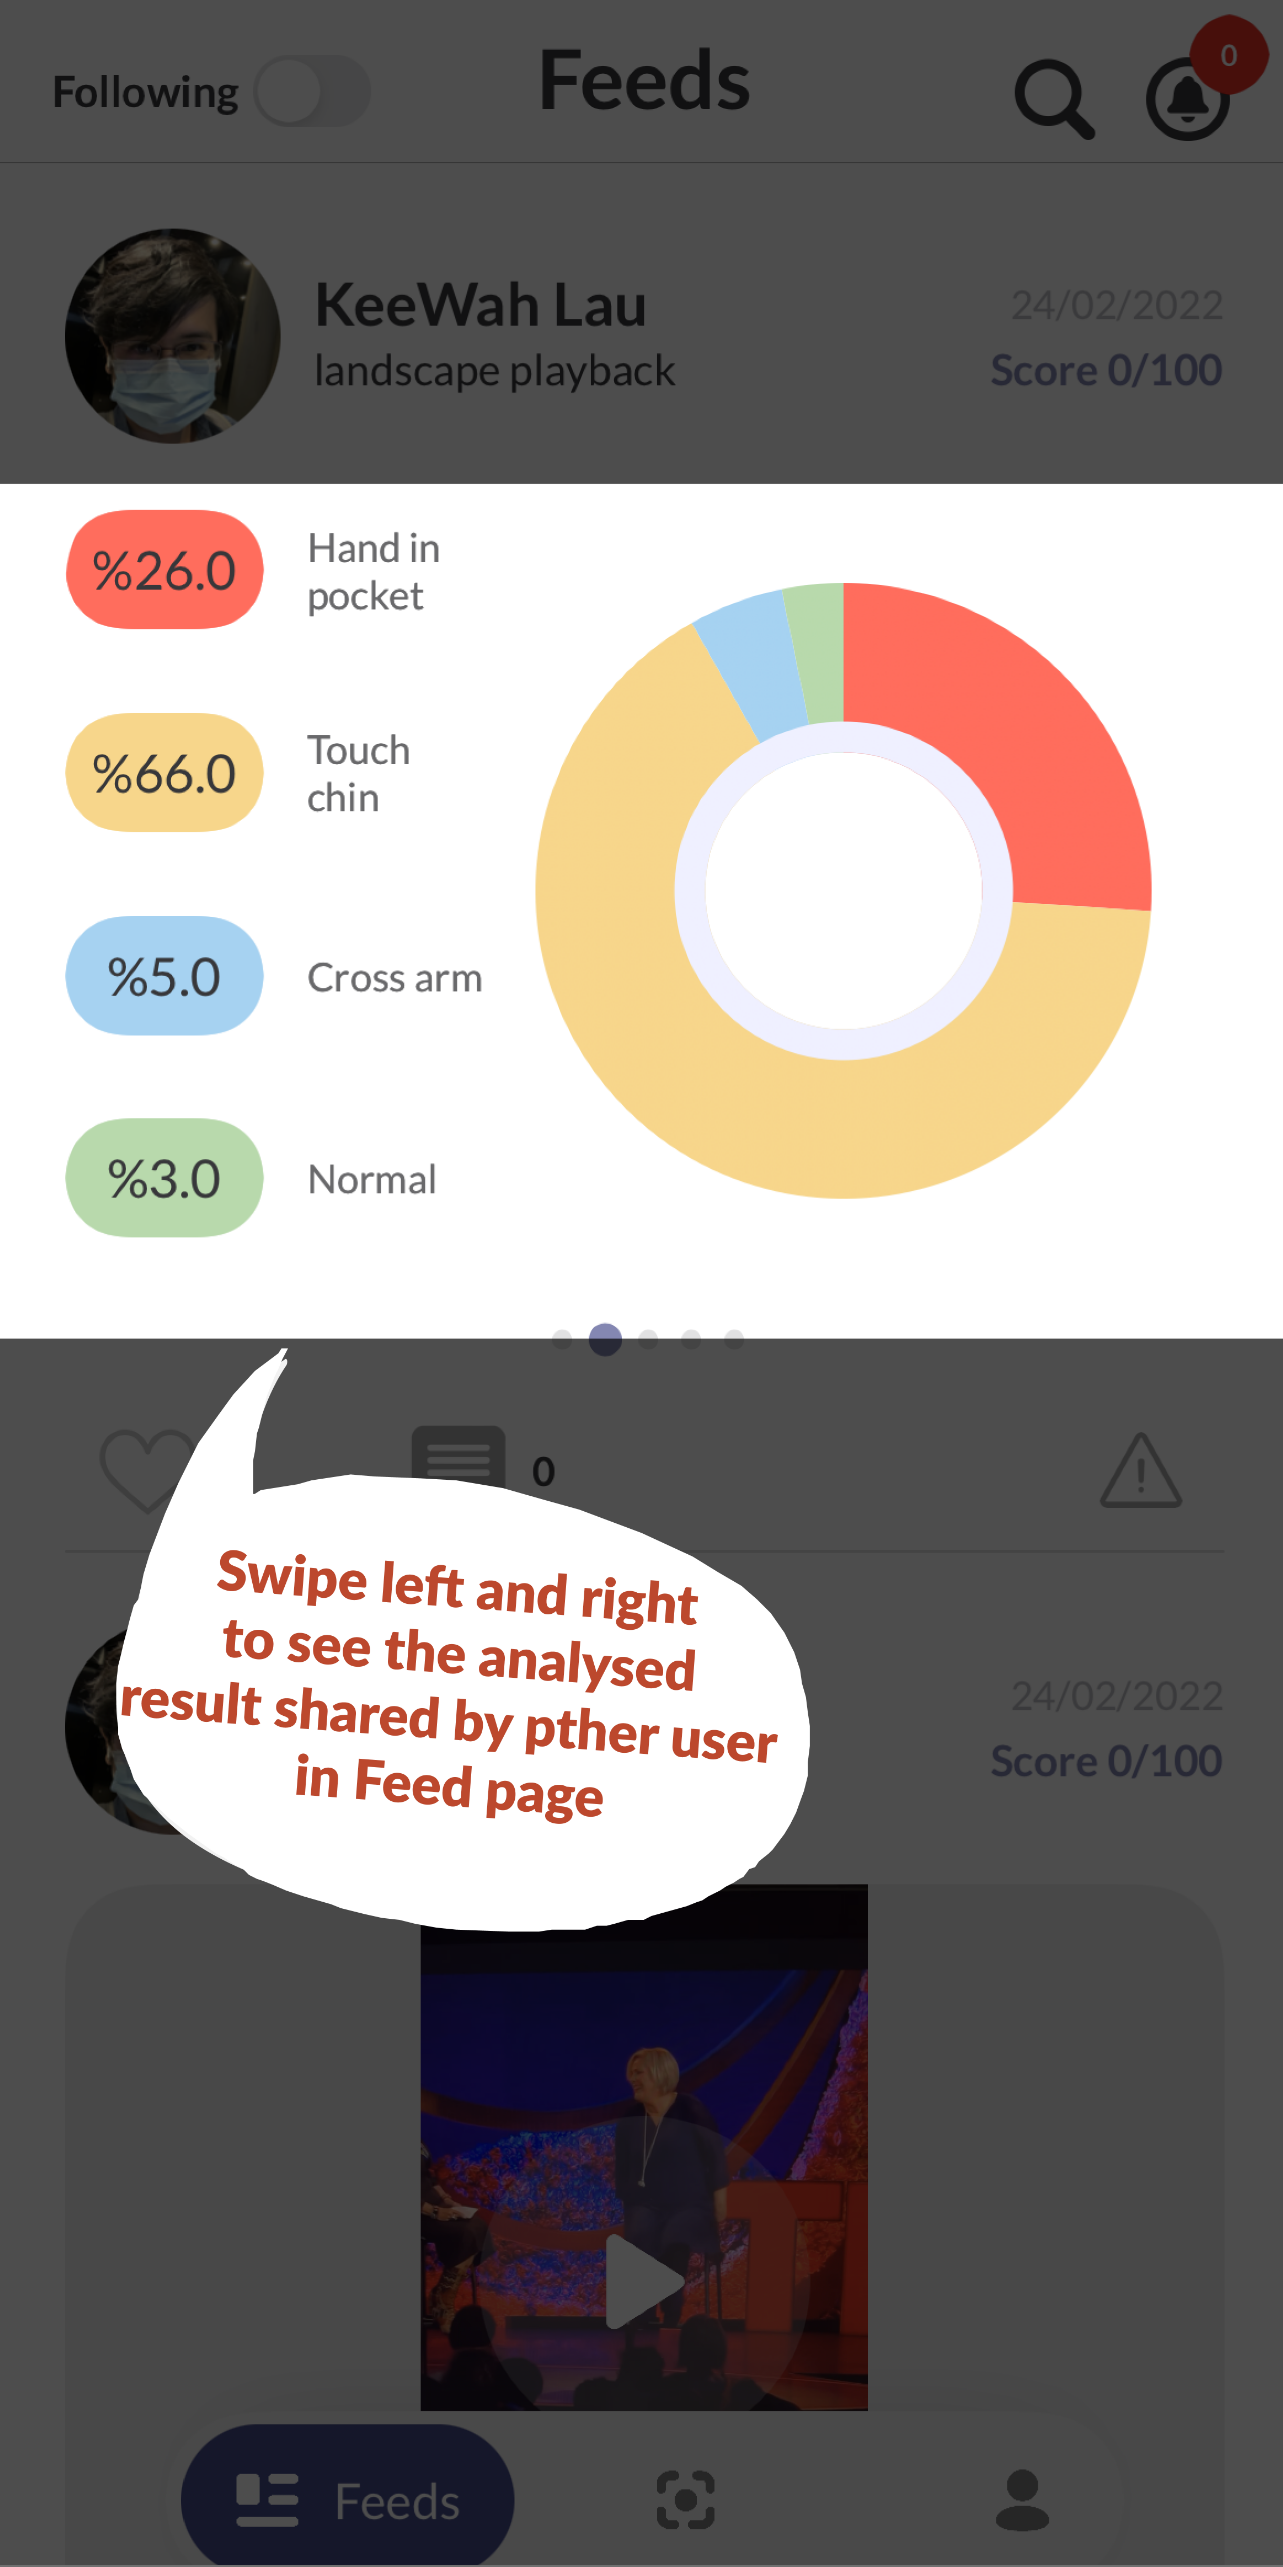 Following
Feeds
0
KeeWah Lau
24/02/2022
landscape playback
Score 0/100
%26.0
Hand in
pocket
%66.0
Touch
chin
%5.0
Cross arm
%3.0
Normal
0
Swipe left and right
to see the analysed
result shared by pther user
in Feed page
24/02/2022
Score 0/100
Feeds